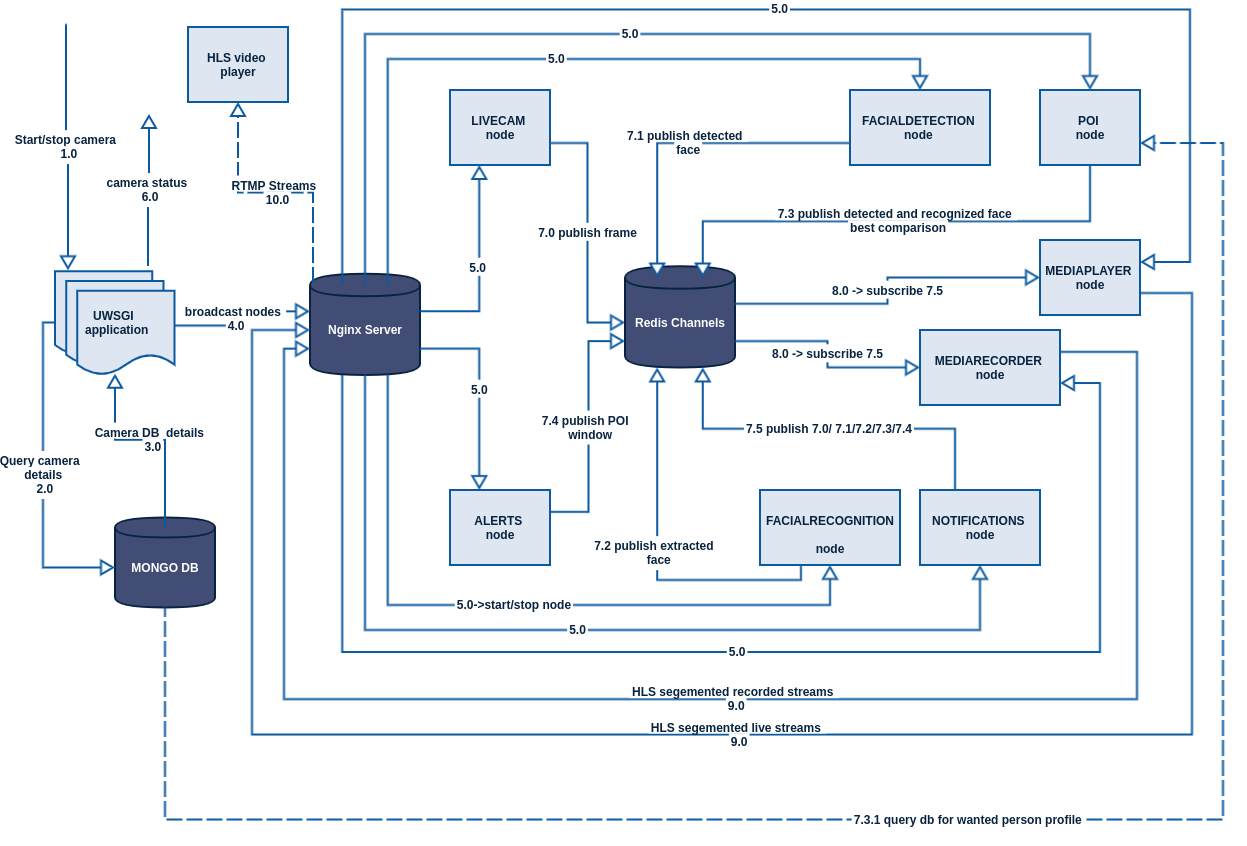 5.0
5.0
5.0
HLS video
player
Start/stop camera
1.0
camera status
6.0
RTMP Streams
10.0
LIVECAM
node
7.1 publish detected
face
FACIALDETECTION
node
POI
node
7.0 publish frame
7.3 publish detected and recognized face
best comparison
5.0
MEDIAPLAYER
node
8.0 -> subscribe 7.5
UWSGI
application
broadcast nodes
4.0
Nginx Server
Redis Channels
8.0 -> subscribe 7.5
MEDIARECORDER
node
5.0
7.4 publish POI
window
7.5 publish 7.0/ 7.1/7.2/7.3/7.4
Camera DB  details
3.0
Query camera
details
2.0
ALERTS
node
FACIALRECOGNITION
node
NOTIFICATIONS
node
7.2 publish extracted
face
MONGO DB
5.0->start/stop node
5.0
5.0
HLS segemented recorded streams
9.0
HLS segemented live streams
9.0
7.3.1 query db for wanted person profile